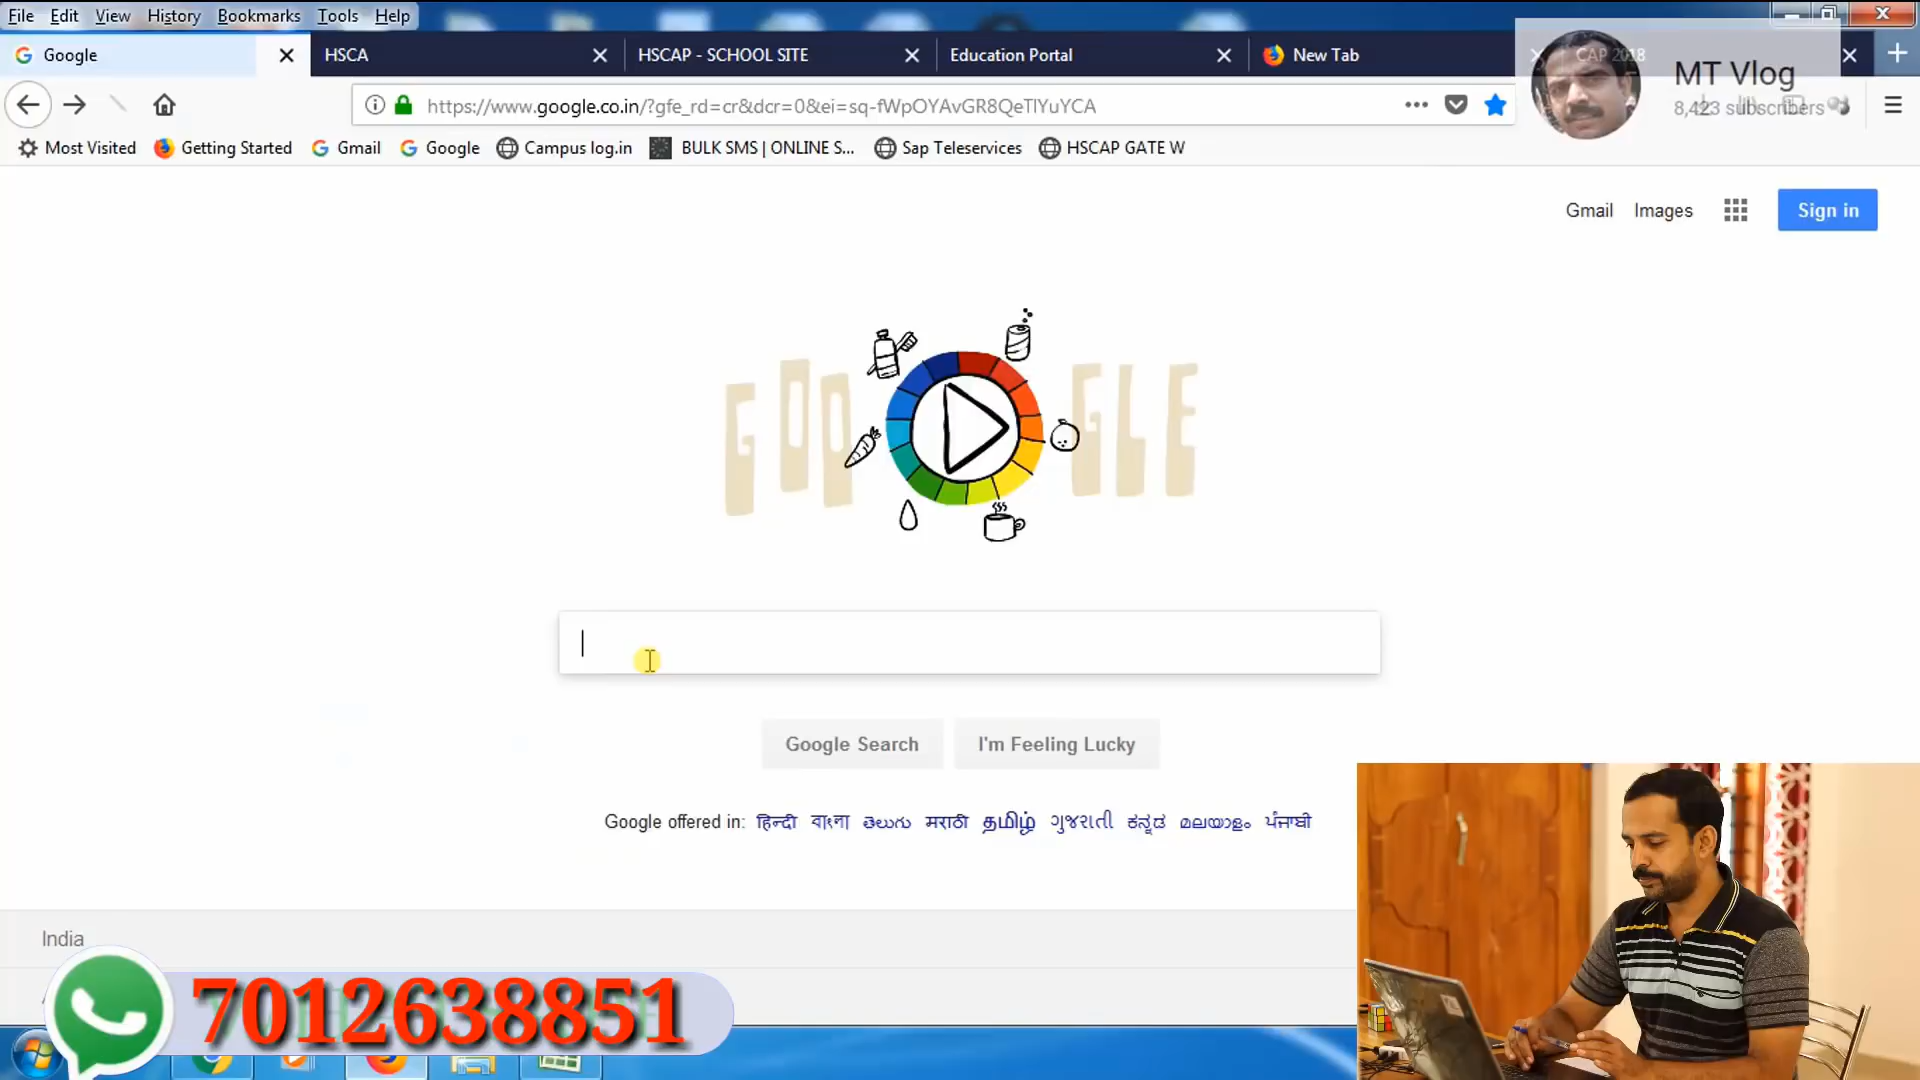 File Edit View History Bookmarks Tools Help
Google HSCA HSCAP - SCHOOL SITE Education Portal New Tab CAP 2018
MT Vlog
8,423 subscribers
https://www.google.co.in/?gfe_rd=cr&dcr=0&ei=sq-fWpOYAvGR8QeTlYuYCA
Most Visited Getting Started Gmail Google Campus log.in BULK SMS | ONLINE S... Sap Teleservices HSCAP GATE W
Gmail Images Sign in
GOOGLE
Google Search I'm Feeling Lucky
Google offered in: हिन्दी বাংলা తెలుగు मराठी தமிழ் ગુજરાતી ಕನ್ನಡ മലയാളം ਪੰਜਾਬੀ
India
7012638851